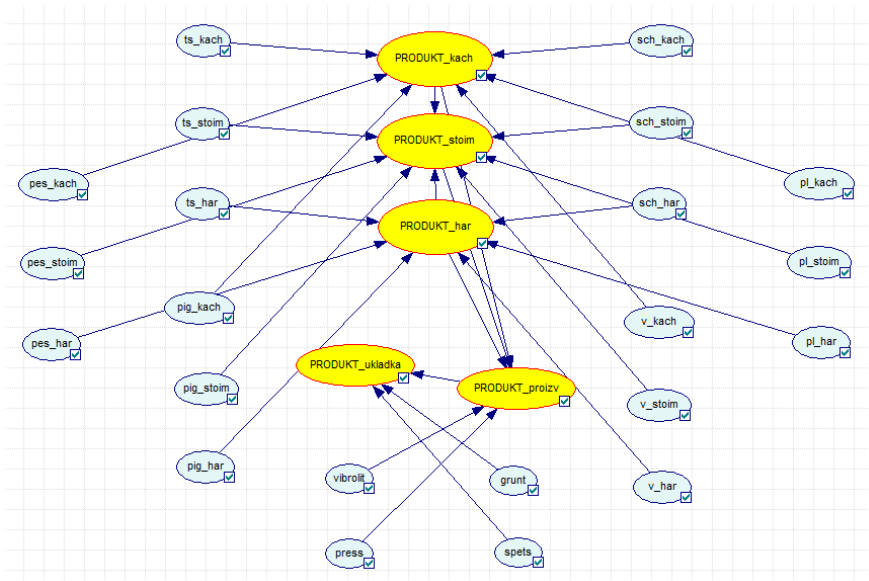 ts_kach
PRODUKT_kach
sch_kach
ts_stoim
PRODUKT_stoim
sch_stoim
pes_kach
pl_kach
ts_har
PRODUKT_har
sch_har
pes_stoim
pl_stoim
pig_kach
v_kach
pes_har
pl_har
PRODUKT_ukladka
PRODUKT_proizv
pig_stoim
v_stoim
pig_har
vibrolit
grunt
v_har
press
spets